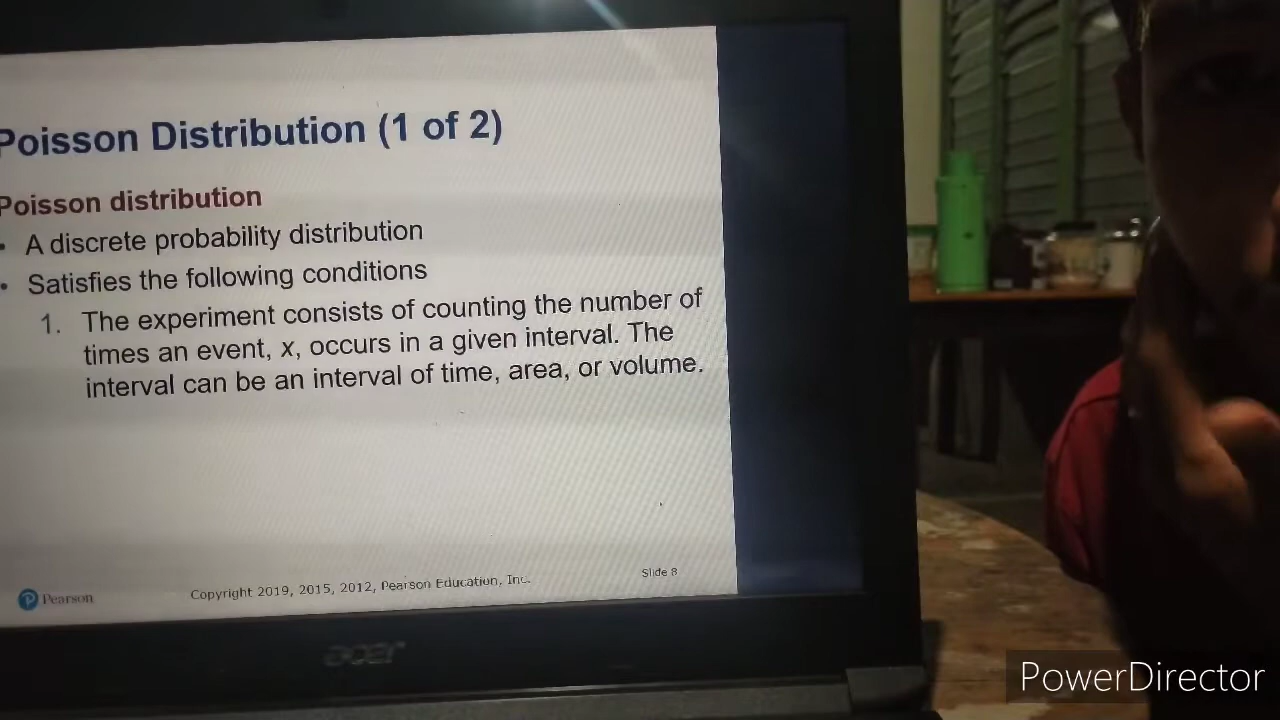 Poisson Distribution (1 of 2)
Poisson distribution
• A discrete probability distribution
• Satisfies the following conditions
1. The experiment consists of counting the number of
times an event, x, occurs in a given interval. The
interval can be an interval of time, area, or volume.
Pearson
Copyright 2019, 2015, 2012, Pearson Education, Inc.
Slide 8
acer
PowerDirector